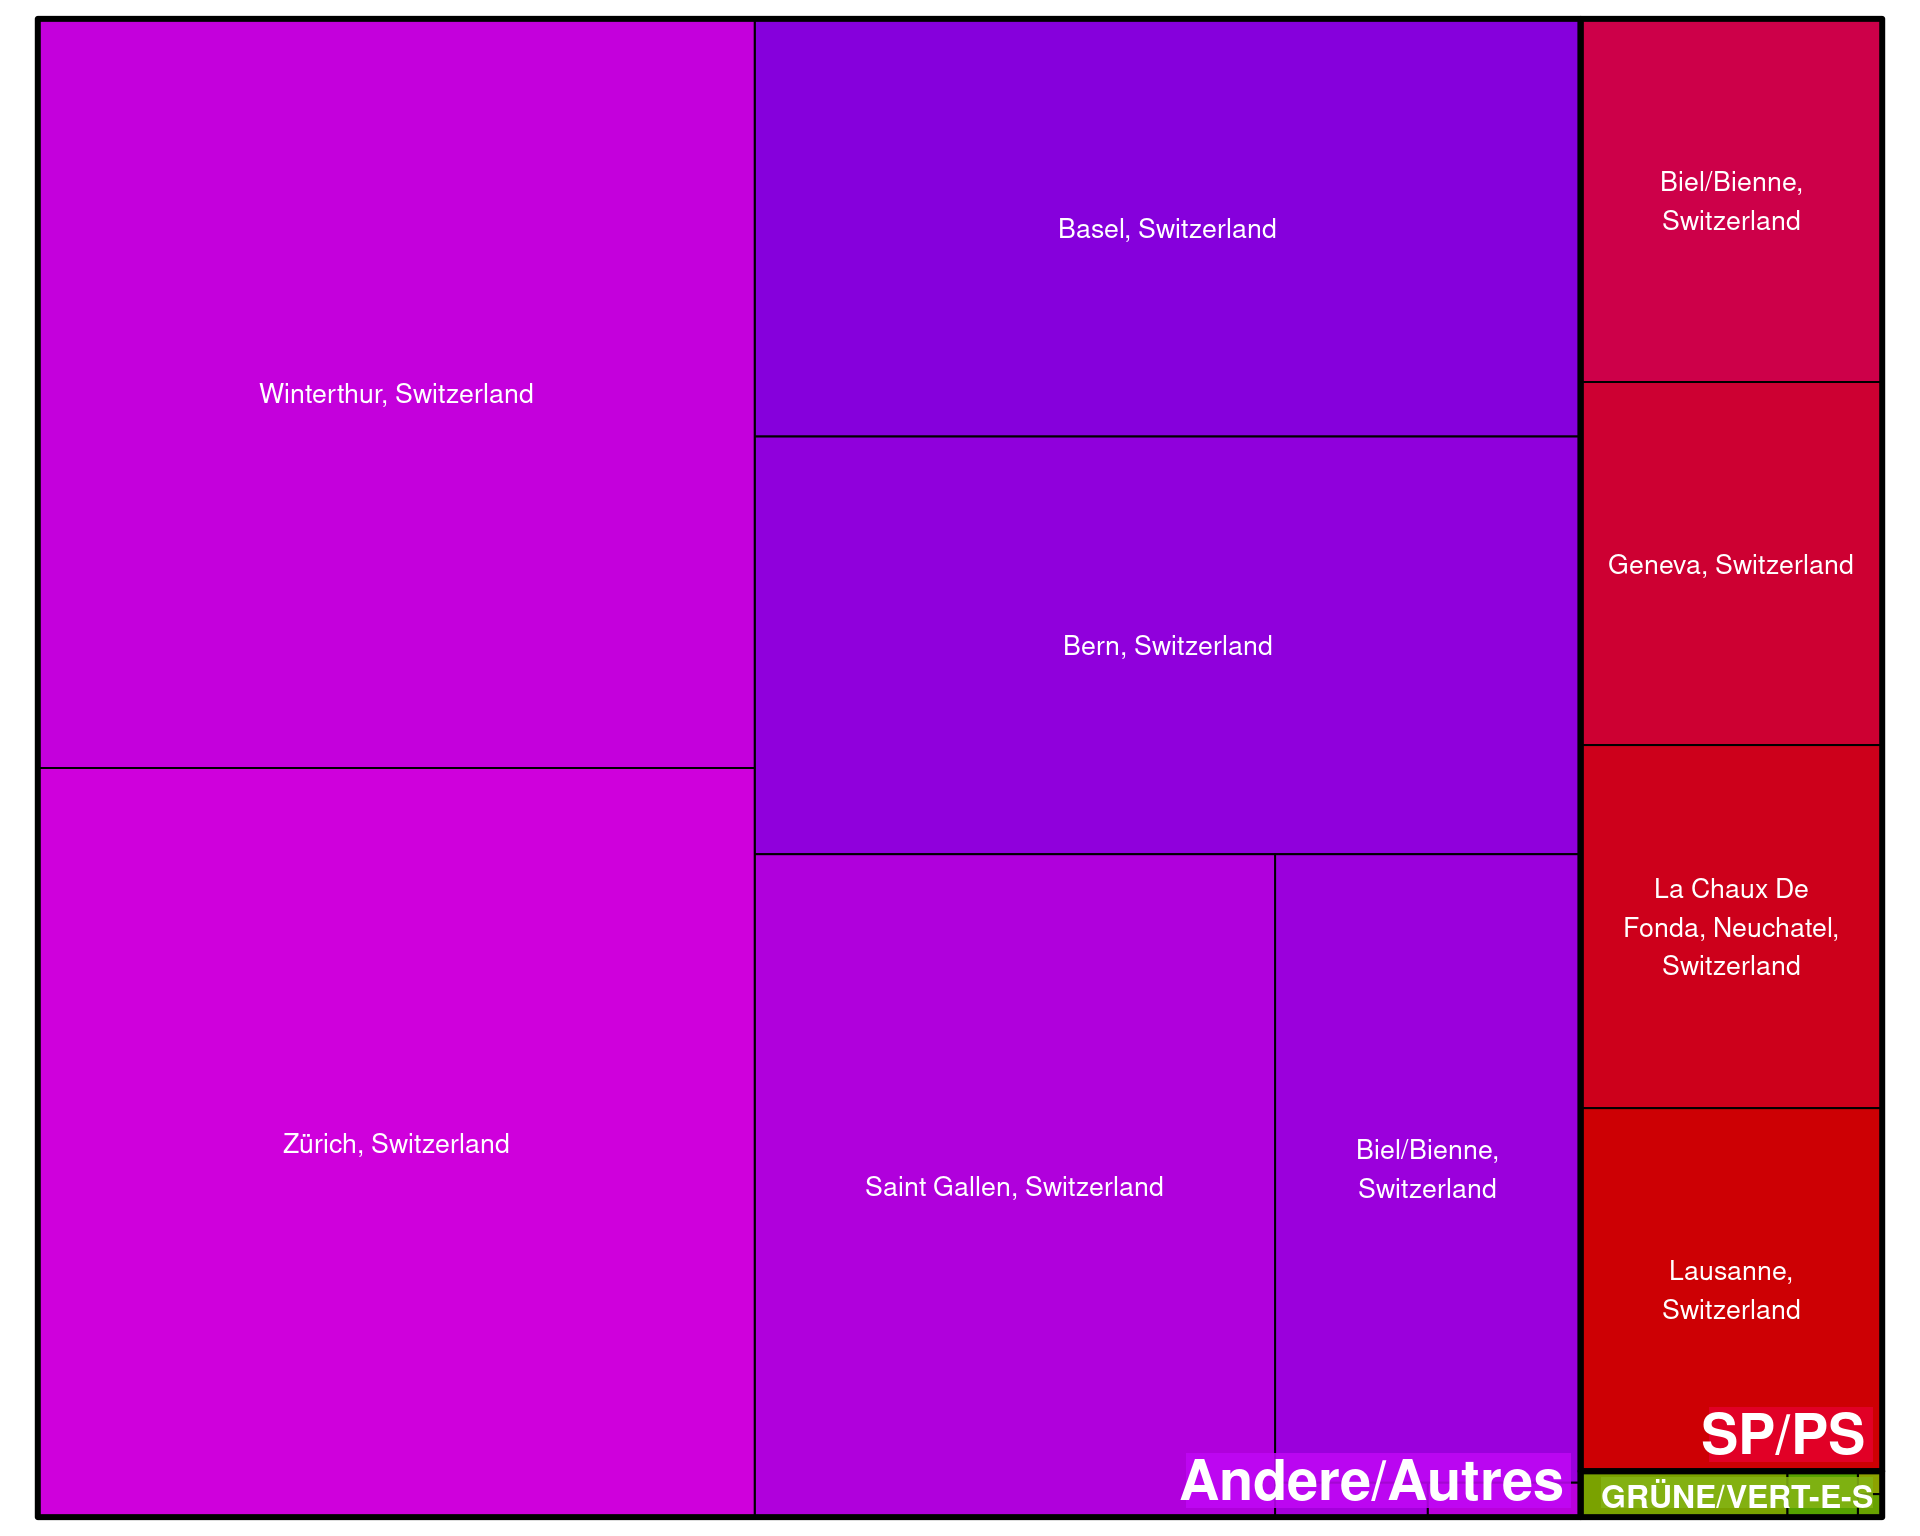 Winterthur, Switzerland
Zürich, Switzerland
Basel, Switzerland
Bern, Switzerland
Saint Gallen, Switzerland
Biel/Bienne,
Switzerland
Andere/Autres
Biel/Bienne,
Switzerland
Geneva, Switzerland
La Chaux De
Fonda, Neuchatel,
Switzerland
Lausanne,
Switzerland
SP/PS
GRÜNE/VERT-E-S